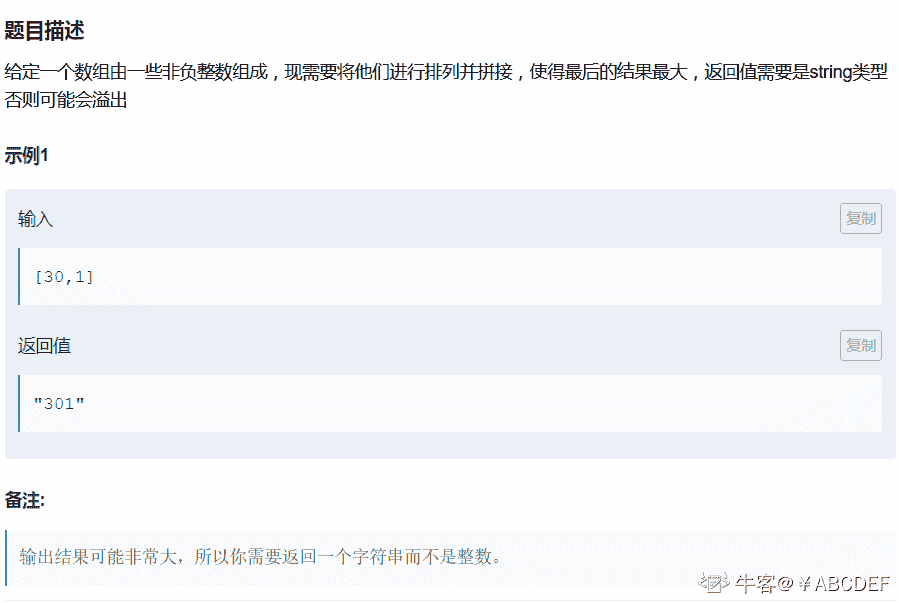 题目描述
给定一个数组由一些非负整数组成，现需要将他们进行排列并拼接，使得最后的结果最大，返回值需要是string类型
否则可能会溢出
示例1
输入
复制
[30,1]
返回值
复制
"301"
备注:
输出结果可能非常大，所以你需要返回一个字符串而不是整数。
牛客@￥ABCDEF